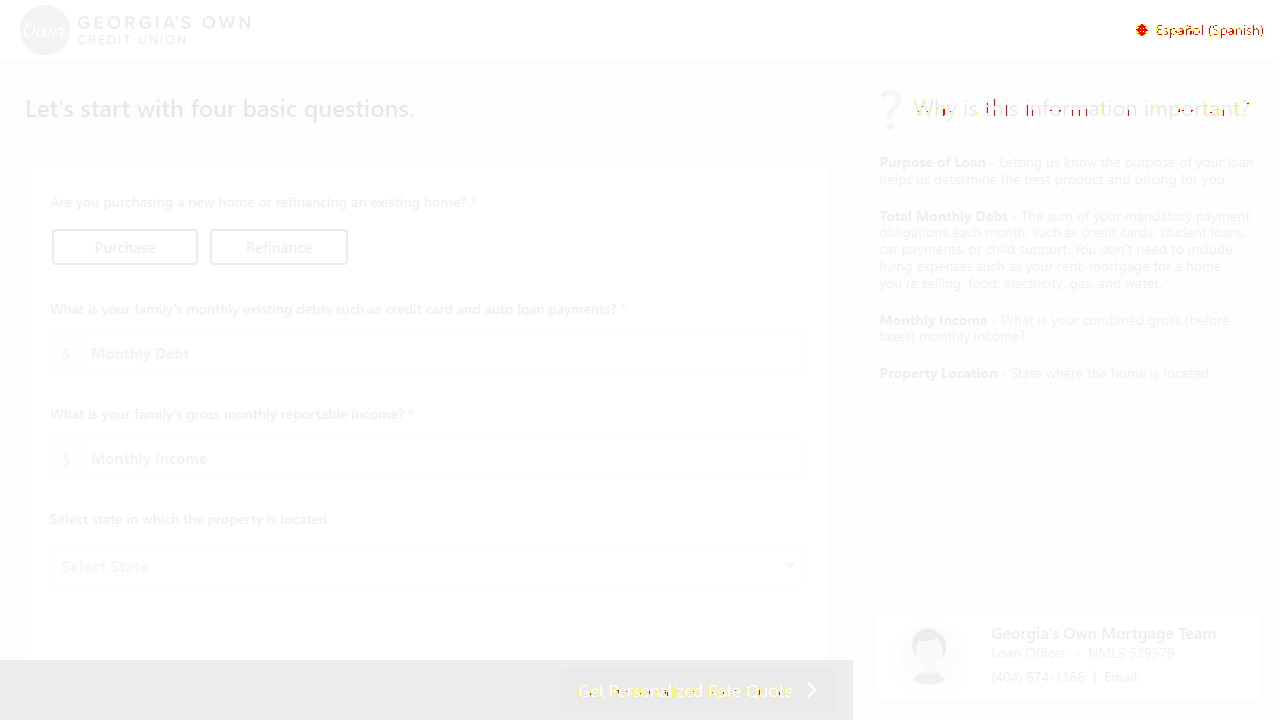 Own GEORGIA'S OWN
CREDIT UNION
Español (Spanish)
Let's start with four basic questions.
Are you purchasing a new home or refinancing an existing home? *
Purchase Refinance
What is your family's monthly existing debts such as credit card and auto loan payments? *
$ Monthly Debt
What is your family's gross monthly reportable income? *
$ Monthly Income
Select state in which the property is located
Select State
Get Personalized Rate Quote
? Why is this information important?
Purpose of Loan - Letting us know the purpose of your loan
helps us determine the best product and pricing for you.
Total Monthly Debt - The sum of your mandatory payment
obligations each month, such as credit cards, student loans,
car payments, or child support. You don't need to include
living expenses such as your rent, mortgage for a home
you're selling, food, electricity, gas, and water.
Monthly Income - What is your combined gross (before
taxes) monthly income?
Property Location - State where the home is located.
Georgia's Own Mortgage Team
Loan Officer - NMLS 539379
(404) 874-1166 | Email